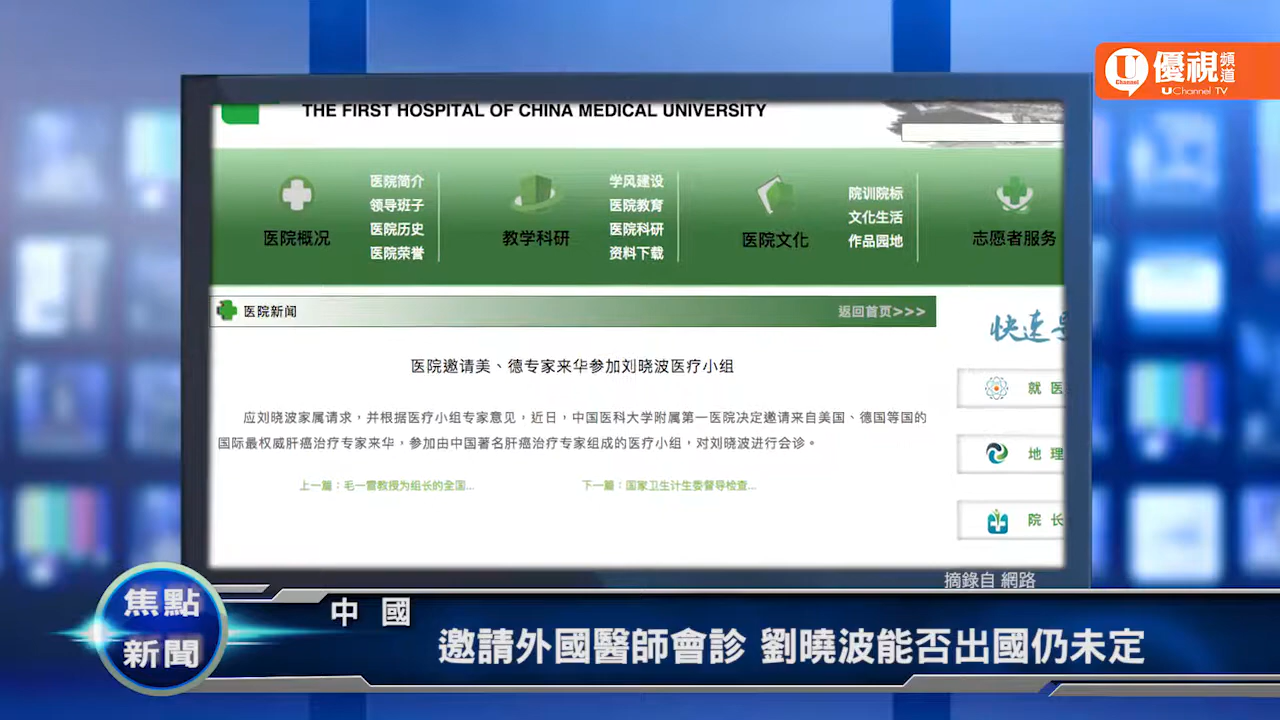 優視頻道
UChannel TV
THE FIRST HOSPITAL OF CHINA MEDICAL UNIVERSITY
医院概况
医院简介
领导班子
医院历史
医院荣誉
教学科研
学风建设
医院教育
医院科研
资料下载
医院文化
院训院标
文化生活
作品园地
志愿者服务
医院新闻
返回首页>>>
快速
医院邀请美、德专家来华参加刘晓波医疗小组
应刘晓波家属请求，并根据医疗小组专家意见，近日，中国医科大学附属第一医院决定邀请来自美国、德国等国的
国际最权威肝癌治疗专家来华，参加由中国著名肝癌治疗专家组成的医疗小组，对刘晓波进行会诊。
上一篇：毛一雷教授为组长的全国...
下一篇：国家卫生计生委督导检查...
就 医
地 理
院 长
摘錄自 網路
焦點
新聞
中 國
邀請外國醫師會診 劉曉波能否出國仍未定